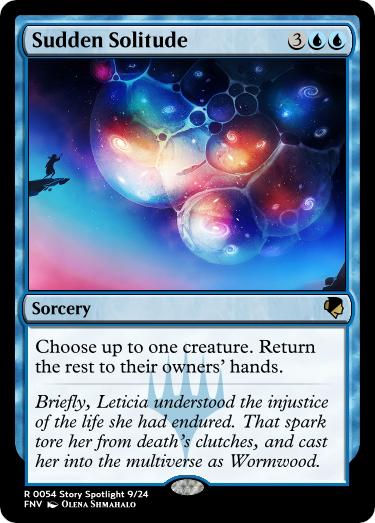 Sudden Solitude 3
Sorcery
Choose up to one creature. Return
the rest to their owners' hands.
Briefly, Leticia understood the injustice
of the life she had endured. That spark
tore her from death's clutches, and cast
her into the multiverse as Wormwood.
R 0054 Story Spotlight 9/24
FNV Olena Shmahalo